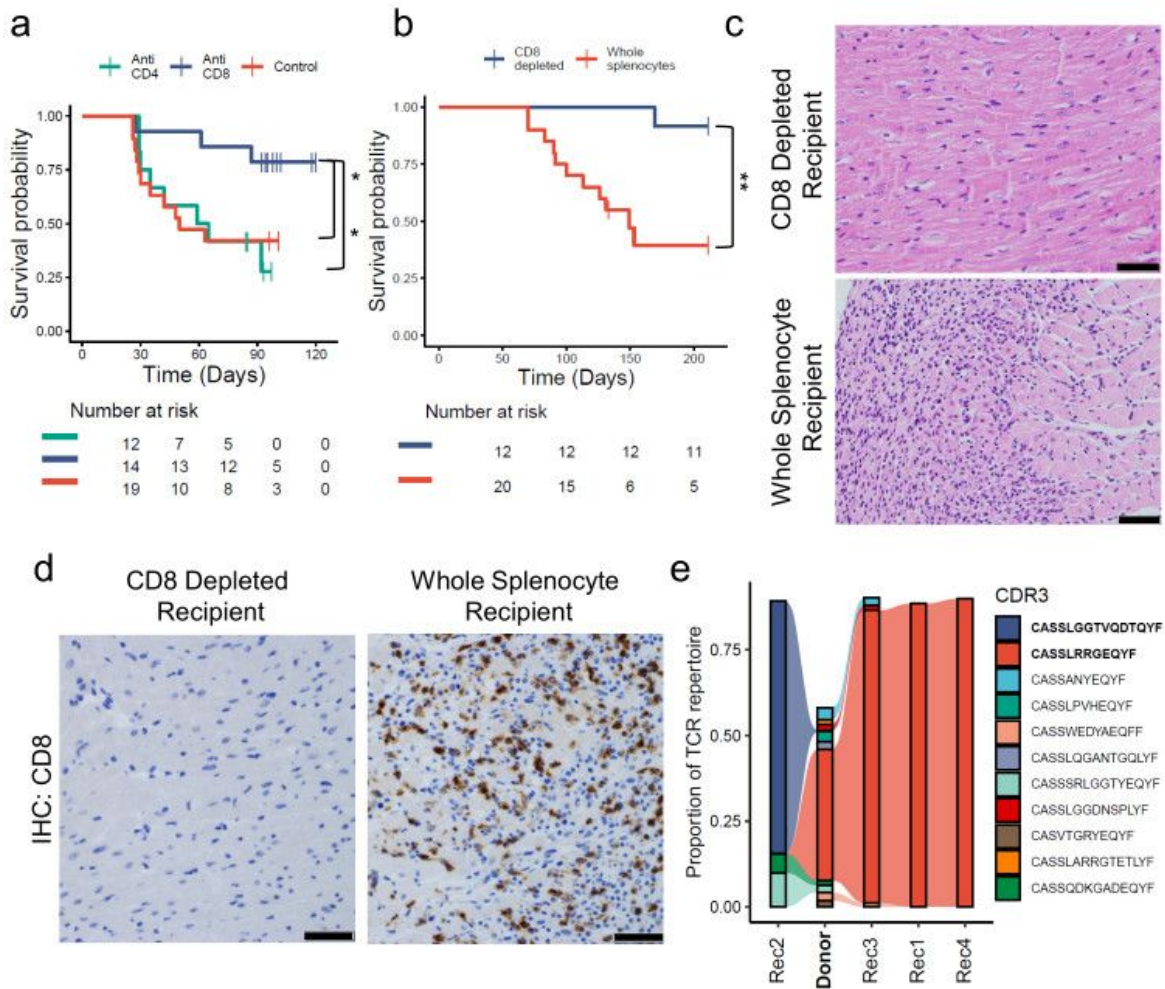 a
Anti
CD4
Anti
CD8
Control
Survival probability
1.00
0.75
0.50
0.25
0.00
*
*
0
30
60
90
120
Time (Days)
Number at risk
12 7 5 0 0
14 13 12 5 0
19 10 8 3 0
b
CD8
depleted
Whole
splenocytes
Survival probability
1.00
0.75
0.50
0.25
0.00
**
0
50
100
150
200
Time (Days)
Number at risk
12 12 12 11
20 15 6 5
c
CD8 Depleted
Recipient
Whole Splenocyte
Recipient
d
CD8 Depleted
Recipient
Whole Splenocyte
Recipient
IHC: CD8
e
Proportion of TCR repertoire
0.75
0.50
0.25
0.00
Rec2
Donor
Rec3
Rec1
Rec4
CDR3
CASSLGGTVQDTQYF
CASSLRRGEQYF
CASSANYEQYF
CASSLPVHEQYF
CASSWEDYAEQFF
CASSLQGANTGQLYF
CASSSRLGGTYEQYF
CASSLGGDNSPLYF
CASVTGRYEQYF
CASSLARRGTETLYF
CASSQDKGADEQYF